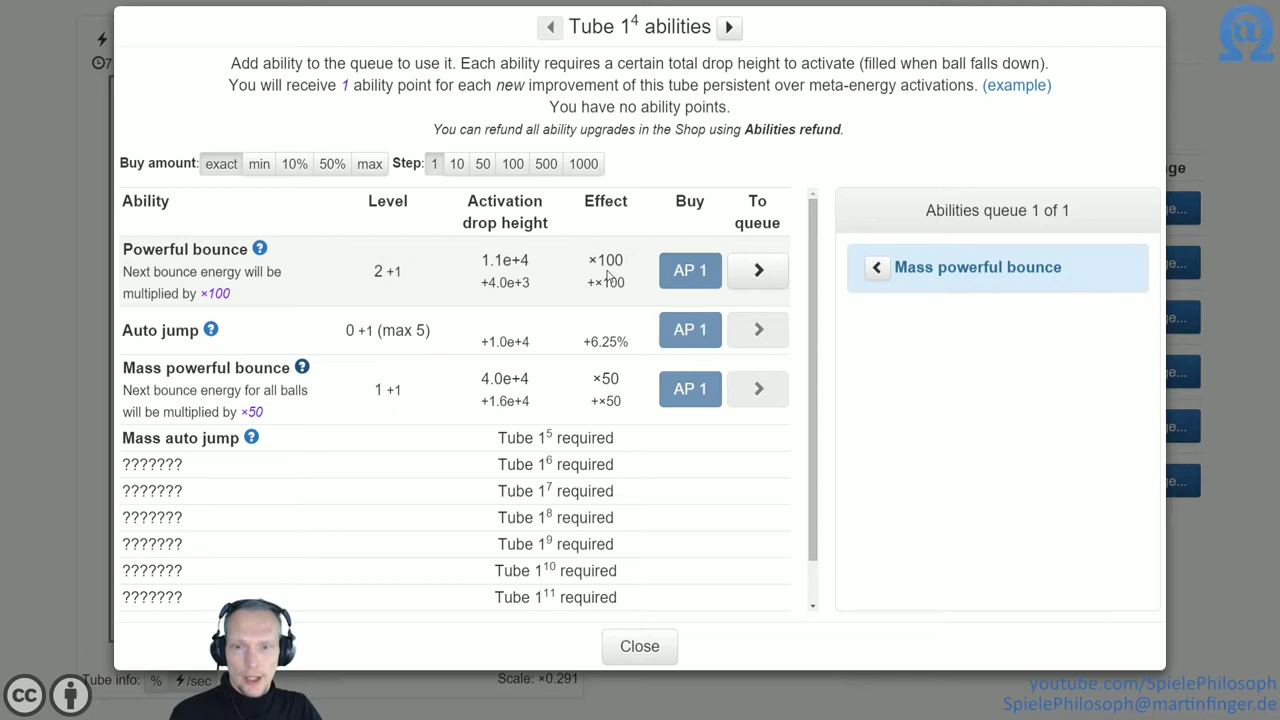 Tube 1⁴ abilities
Add ability to the queue to use it. Each ability requires a certain total drop height to activate (filled when ball falls down).
You will receive 1 ability point for each new improvement of this tube persistent over meta-energy activations. (example)
You have no ability points.
You can refund all ability upgrades in the Shop using Abilities refund.
Buy amount: exact min 10% 50% max Step: 1 10 50 100 500 1000
Ability Level Activation drop height Effect Buy To queue
Powerful bounce ?
Next bounce energy will be multiplied by ×100
2 +1
1.1e+4
+4.0e+3
×100
+×100
AP 1
Auto jump ?
0 +1 (max 5)
+1.0e+4
+6.25%
AP 1
Mass powerful bounce ?
Next bounce energy for all balls
will be multiplied by ×50
1 +1
4.0e+4
+1.6e+4
×50
+×50
AP 1
Mass auto jump ? Tube 1⁵ required
??????? Tube 1⁶ required
??????? Tube 1⁷ required
??????? Tube 1⁸ required
??????? Tube 1⁹ required
??????? Tube 1¹⁰ required
??????? Tube 1¹¹ required
Abilities queue 1 of 1
Mass powerful bounce
Close
Tube info: % /sec
Scale: ×0.291
cc
youtube.com/SpielePhilosoph
SpielePhilosoph@martinfinger.de